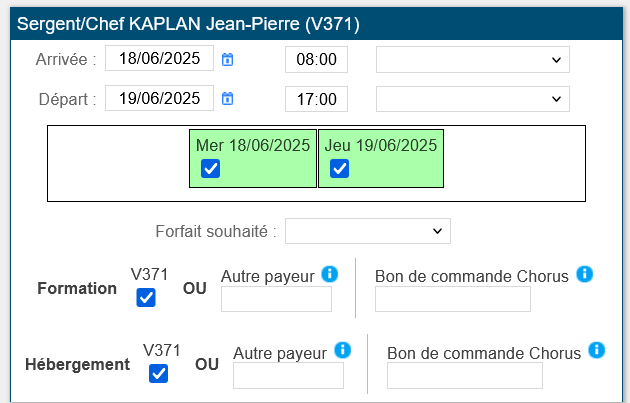 Sergent/Chef KAPLAN Jean-Pierre (V371)
Arrivée : 18/06/2025 08:00
Départ : 19/06/2025 17:00
Mer 18/06/2025 Jeu 19/06/2025
Forfait souhaité :
V371 Autre payeur Bon de commande Chorus
Formation OU
V371 Autre payeur Bon de commande Chorus
Hébergement OU